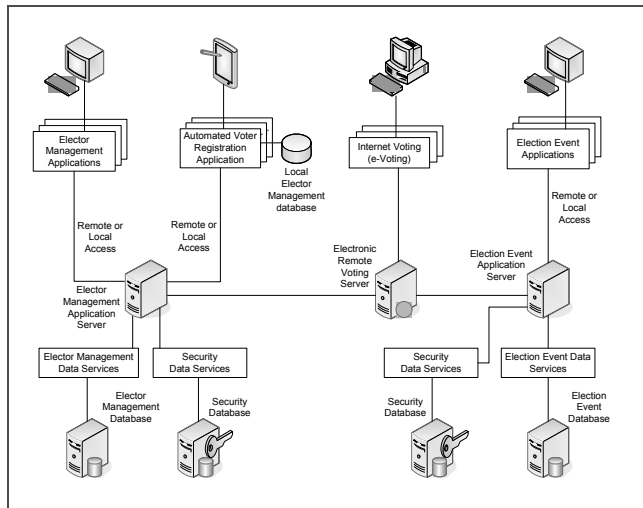 Elector
Management
Applications
Automated Voter
Registration
Application
Local
Elector
Management
database
Internet Voting
(e-Voting)
Election Event
Applications
Remote or
Local
Access
Remote or
Local
Access
Remote or
Local
Access
Elector
Management
Application
Server
Electronic
Remote
Voting
Server
Election Event
Application
Server
Elector Management
Data Services
Security
Data Services
Security
Data Services
Election Event Data
Services
Elector
Management
Database
Security
Database
Security
Database
Election
Event
Database